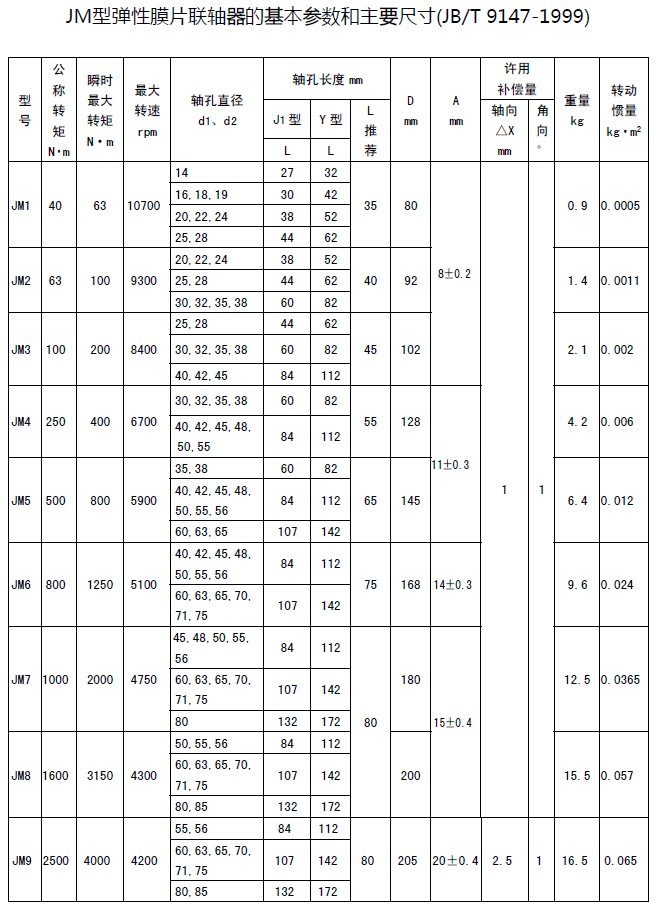 JM型弹性膜片联轴器的基本参数和主要尺寸(JB/T 9147-1999)
型号 公称转矩 N·m 瞬时最大转矩 N·m 最大转速 rpm 轴孔直径 d1、d2 轴孔长度 mm D mm A mm 许用补偿量 重量 kg 转动惯量 kg·m²
J1型 Y型 L推荐 轴向 △X mm 角向 °
L L
JM1 40 63 10700 14 27 32 35 80 8±0.2 1 1 0.9 0.0005
16,18,19 30 42
20,22,24 38 52
25,28 44 62
JM2 63 100 9300 20,22,24 38 52 40 92 1.4 0.0011
25,28 44 62
30,32,35,38 60 82
JM3 100 200 8400 25,28 44 62 45 102 2.1 0.002
30,32,35,38 60 82
40,42,45 84 112
JM4 250 400 6700 30,32,35,38 60 82 55 128 11±0.3 4.2 0.006
40,42,45,48,
50,55 84 112
JM5 500 800 5900 35,38 60 82 65 145 6.4 0.012
40,42,45,48,
50,55,56 84 112
60,63,65 107 142
JM6 800 1250 5100 40,42,45,48,
50,55,56 84 112 75 168 14±0.3 9.6 0.024
60,63,65,70,
71,75 107 142
JM7 1000 2000 4750 45,48,50,55,
56 84 112 80 180 15±0.4 12.5 0.0365
60,63,65,70,
71,75 107 142
80 132 172
JM8 1600 3150 4300 50,55,56 84 112 200 15.5 0.057
60,63,65,70,
71,75 107 142
80,85 132 172
JM9 2500 4000 4200 55,56 84 112 80 205 20±0.4 2.5 1 16.5 0.065
60,63,65,70,
71,75 107 142
80,85 132 172